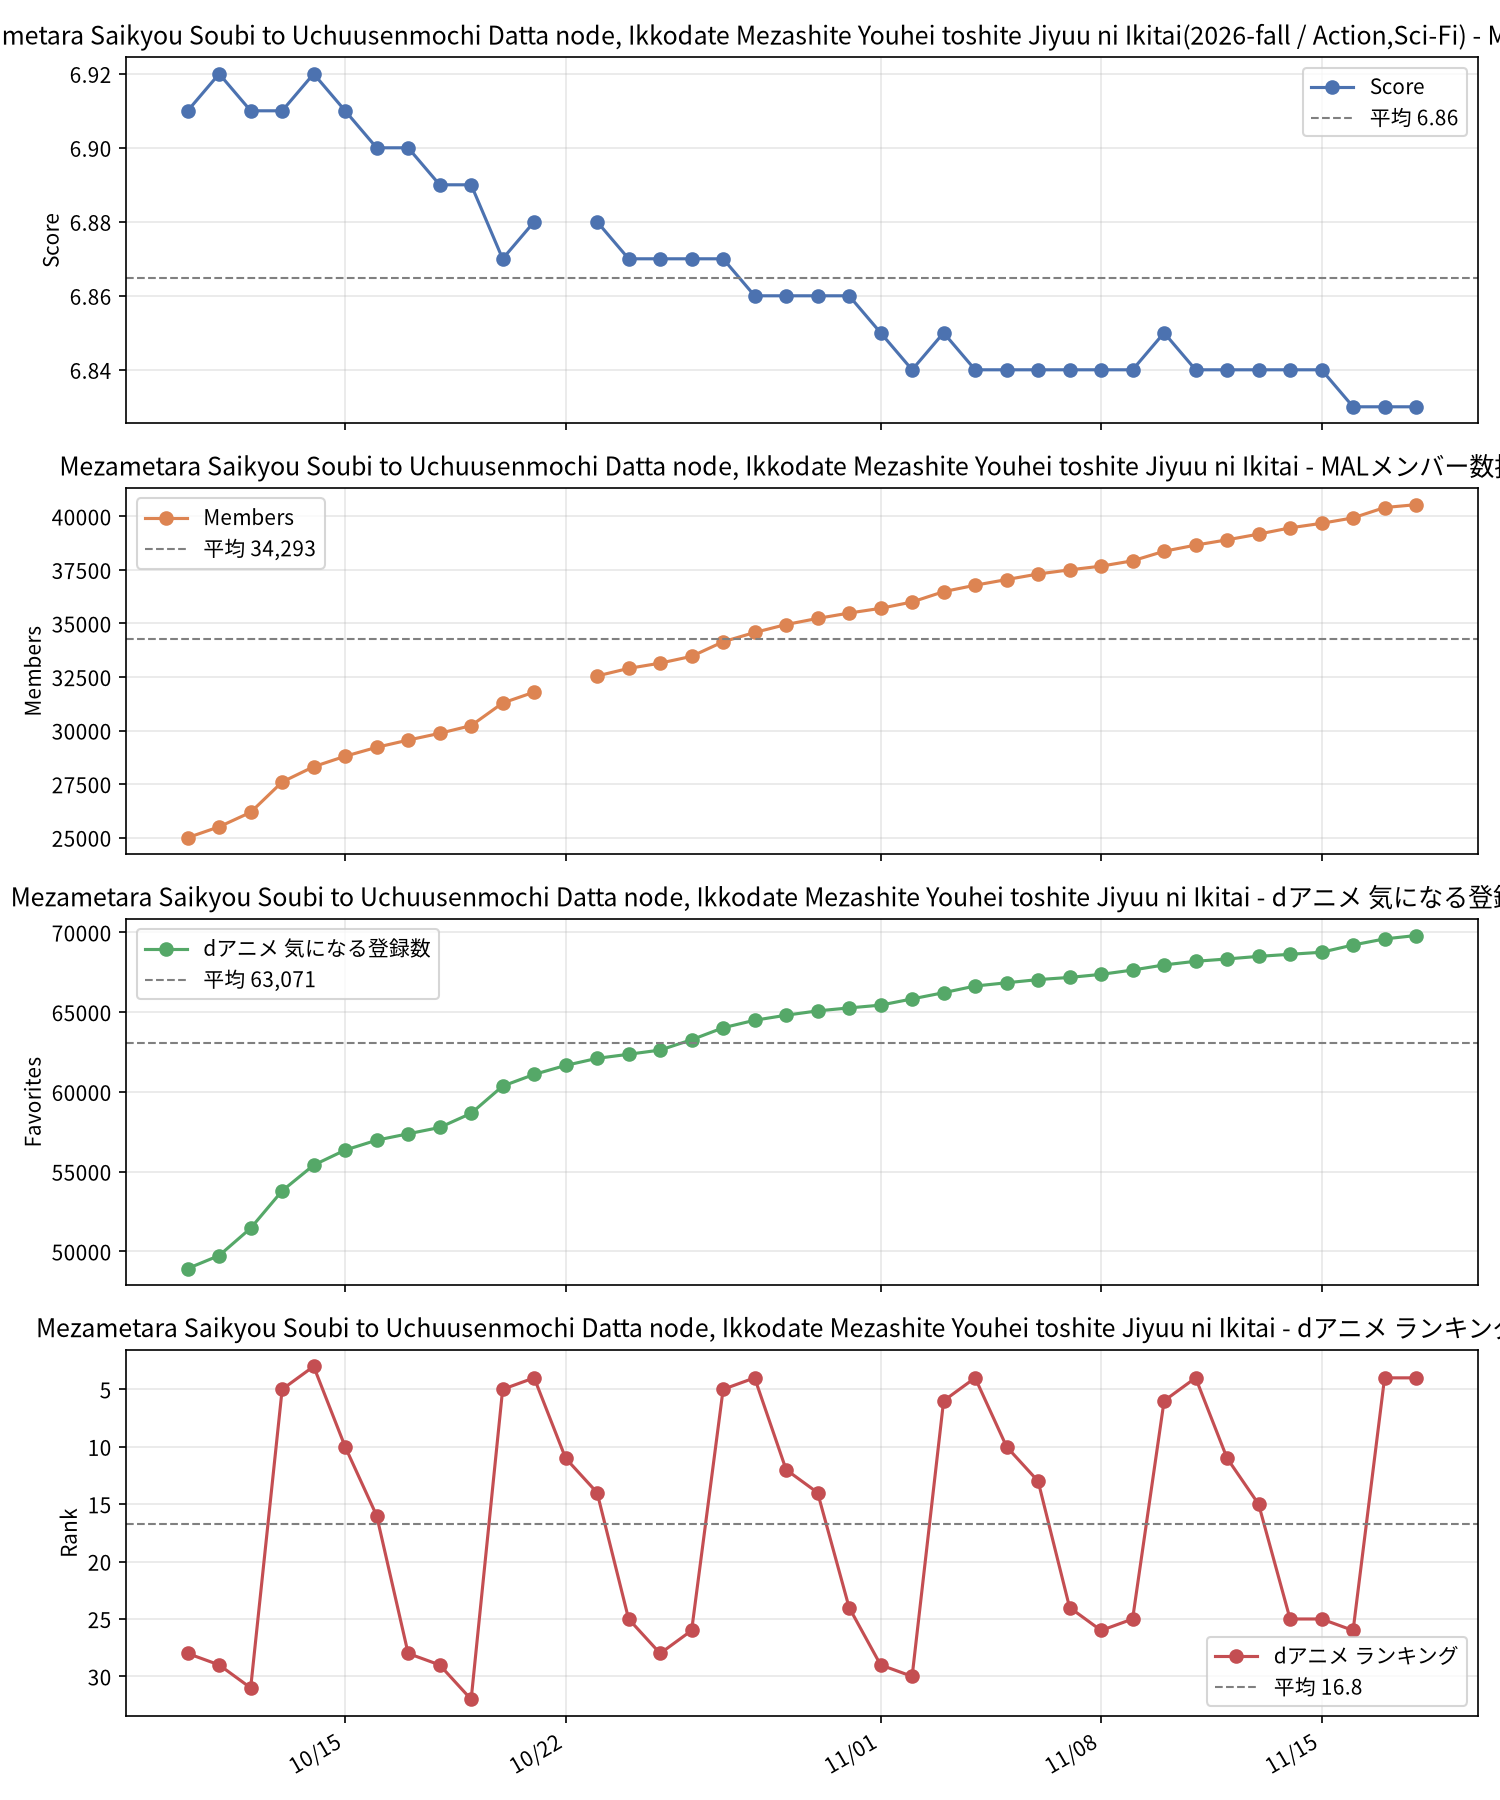 metara Saikyou Soubi to Uchuusenmochi Datta node, Ikkodate Mezashite Youhei toshite Jiyuu ni Ikitai(2026-fall / Action,Sci-Fi) - M
6.92
6.90
6.88
6.86
6.84
Score
Score
平均 6.86
Mezametara Saikyou Soubi to Uchuusenmochi Datta node, Ikkodate Mezashite Youhei toshite Jiyuu ni Ikitai - MALメンバー数
40000
37500
35000
32500
30000
27500
25000
Members
Members
平均 34,293
Mezametara Saikyou Soubi to Uchuusenmochi Datta node, Ikkodate Mezashite Youhei toshite Jiyuu ni Ikitai - dアニメ 気になる登録
70000
65000
60000
55000
50000
Favorites
dアニメ 気になる登録数
平均 63,071
Mezametara Saikyou Soubi to Uchuusenmochi Datta node, Ikkodate Mezashite Youhei toshite Jiyuu ni Ikitai - dアニメ ランキング
5
10
15
20
25
30
Rank
dアニメ ランキング
平均 16.8
10/15
10/22
11/01
11/08
11/15